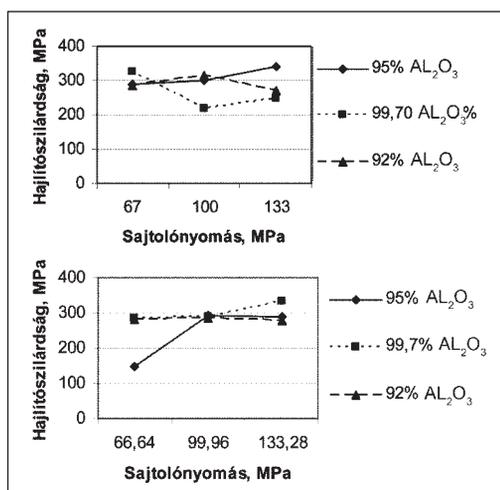 Hajlítószilárdság, MPa
400
300
200
100
0
67 100 133
Sajtolónyomás, MPa
95% AL2O3
99,70 AL2O3%
92% AL2O3
Hajlítószilárdság, MPa
400
300
200
100
0
66,64 99,96 133,28
Sajtolónyomás, MPa
95% AL2O3
99,7% AL2O3
92% AL2O3